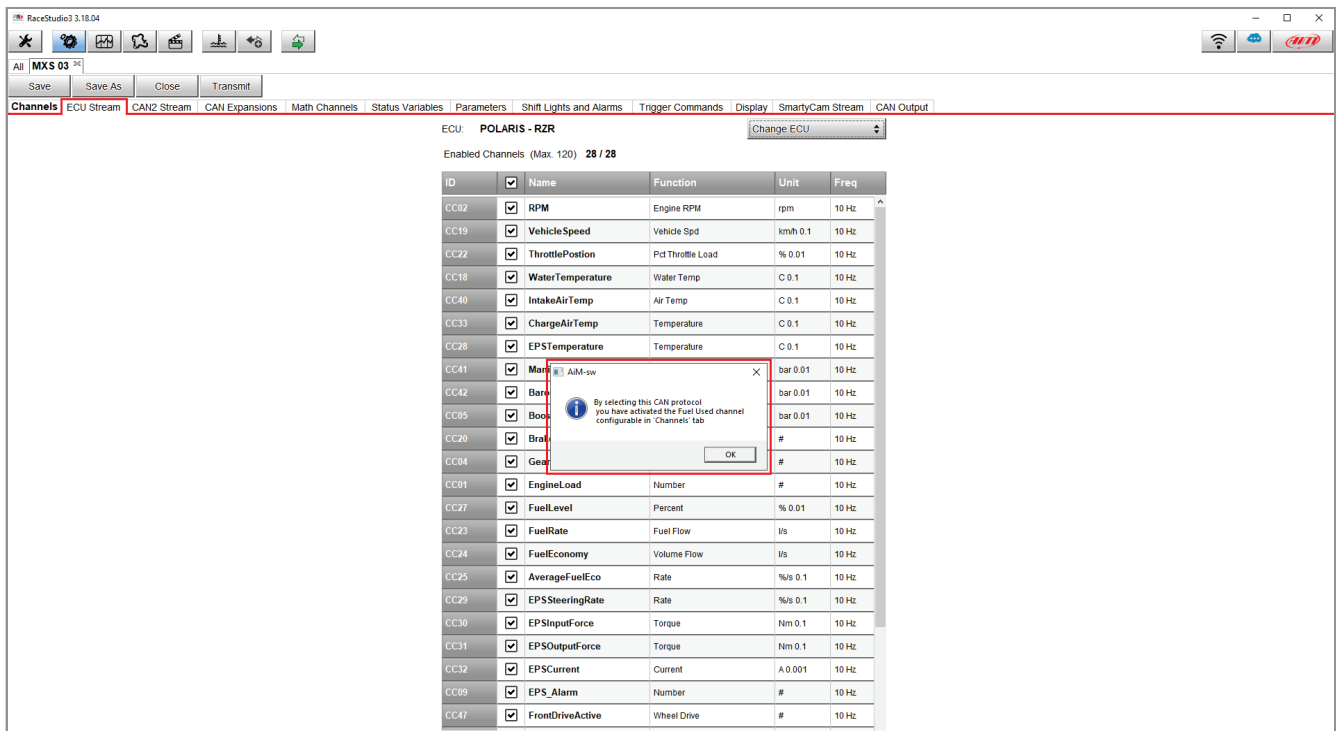 RaceStudio3 3.18.04
AiM
All MXS 03
Save Save As Close Transmit
Channels ECU Stream CAN2 Stream CAN Expansions Math Channels Status Variables Parameters Shift Lights and Alarms Trigger Commands Display SmartyCam Stream CAN Output
ECU: POLARIS - RZR Change ECU
Enabled Channels (Max. 120) 28 / 28
ID Name Function Unit Freq
CC02 RPM Engine RPM rpm 10 Hz
CC19 VehicleSpeed Vehicle Spd km/h 0.1 10 Hz
CC22 ThrottlePostion Pct Throttle Load % 0.01 10 Hz
CC18 WaterTemperature Water Temp C 0.1 10 Hz
CC40 IntakeAirTemp Air Temp C 0.1 10 Hz
CC33 ChargeAirTemp Temperature C 0.1 10 Hz
CC28 EPSTemperature Temperature C 0.1 10 Hz
CC41 Mani bar 0.01 10 Hz
CC42 Baro bar 0.01 10 Hz
CC05 Boos bar 0.01 10 Hz
CC20 Brak # 10 Hz
CC04 Gear # 10 Hz
AiM-sw
By selecting this CAN protocol
you have activated the Fuel Used channel
configurable in 'Channels' tab
OK
CC01 EngineLoad Number # 10 Hz
CC27 FuelLevel Percent % 0.01 10 Hz
CC23 FuelRate Fuel Flow l/s 10 Hz
CC24 FuelEconomy Volume Flow l/s 10 Hz
CC25 AverageFuelEco Rate %/s 0.1 10 Hz
CC29 EPSSteeringRate Rate %/s 0.1 10 Hz
CC30 EPSInputForce Torque Nm 0.1 10 Hz
CC31 EPSOutputForce Torque Nm 0.1 10 Hz
CC32 EPSCurrent Current A 0.001 10 Hz
CC09 EPS_Alarm Number # 10 Hz
CC47 FrontDriveActive Wheel Drive # 10 Hz